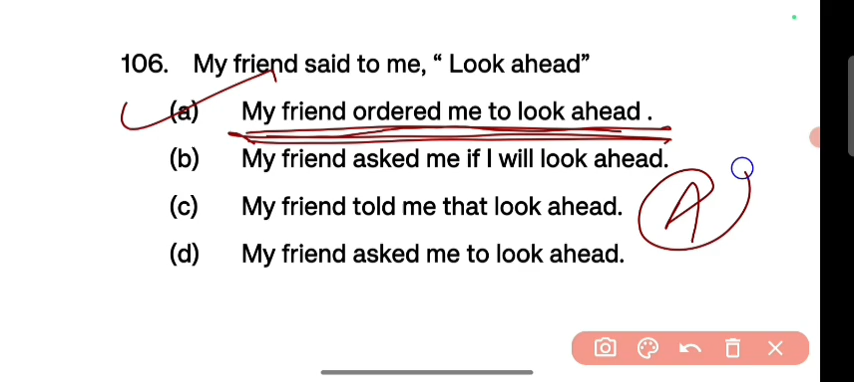 106. My friend said to me, “ Look ahead”
(a) My friend ordered me to look ahead .
(b) My friend asked me if I will look ahead.
(c) My friend told me that look ahead.
A
(d) My friend asked me to look ahead.